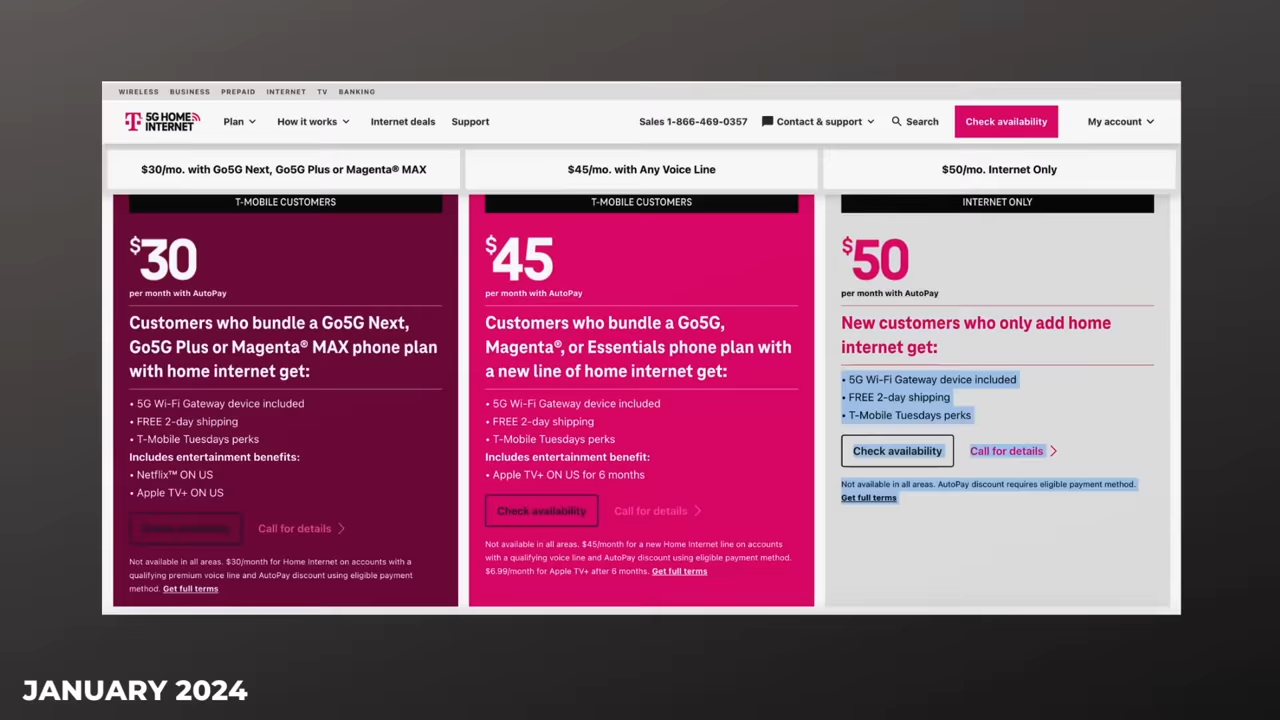 WIRELESS BUSINESS PREPAID INTERNET TV BANKING
T 5G HOME INTERNET Plan How it works Internet deals Support Sales 1-866-469-0357 Contact & support Search Check availability My account
$30/mo. with Go5G Next, Go5G Plus or Magenta® MAX
$45/mo. with Any Voice Line
$50/mo. Internet Only
T-MOBILE CUSTOMERS
$30
per month with AutoPay
Customers who bundle a Go5G Next,
Go5G Plus or Magenta® MAX phone plan
with home internet get:
• 5G Wi-Fi Gateway device included
• FREE 2-day shipping
• T-Mobile Tuesdays perks
Includes entertainment benefits:
• Netflix™ ON US
• Apple TV+ ON US
Check availability Call for details
Not available in all areas. $30/month for Home Internet on accounts with a
qualifying premium voice line and AutoPay discount using eligible payment
method. Get full terms
T-MOBILE CUSTOMERS
$45
per month with AutoPay
Customers who bundle a Go5G,
Magenta®, or Essentials phone plan with
a new line of home internet get:
• 5G Wi-Fi Gateway device included
• FREE 2-day shipping
• T-Mobile Tuesdays perks
Includes entertainment benefit:
• Apple TV+ ON US for 6 months
Check availability Call for details
Not available in all areas. $45/month for a new Home Internet line on accounts
with a qualifying voice line and AutoPay discount using eligible payment method.
$6.99/month for Apple TV+ after 6 months. Get full terms
INTERNET ONLY
$50
per month with AutoPay
New customers who only add home
internet get:
• 5G Wi-Fi Gateway device included
• FREE 2-day shipping
• T-Mobile Tuesdays perks
Check availability Call for details
Not available in all areas. AutoPay discount requires eligible payment method.
Get full terms
JANUARY 2024